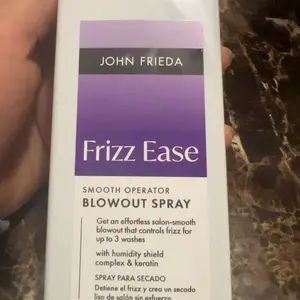 JOHN FRIEDA
Frizz Ease
SMOOTH OPERATOR
BLOWOUT SPRAY
Get an effortless salon-smooth
blowout that controls frizz for
up to 3 washes
with humidity shield
complex & keratin
SPRAY PARA SECADO
Detiene el frizz y crea un secado
liso de salón sin esfuerzo